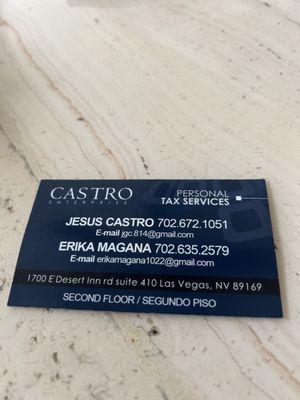 CASTRO
ENTERPRISE
PERSONAL
TAX SERVICES
JESUS CASTRO 702.672.1051
E-mail jgc.814@gmail.com
ERIKA MAGANA 702.635.2579
E-mail erikamagana1022@gmail.com
1700 E Desert Inn rd suite 410 Las Vegas, NV 89169
SECOND FLOOR / SEGUNDO PISO